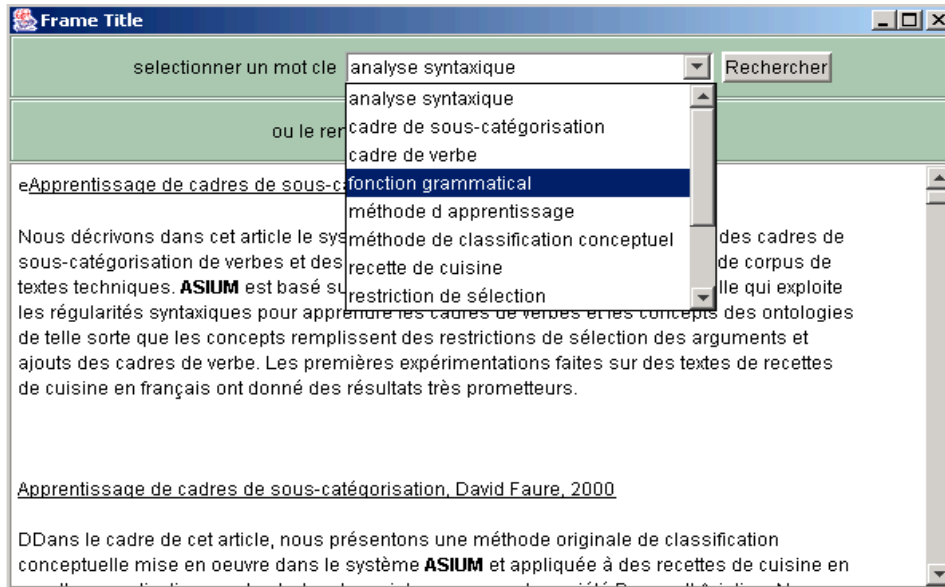 Frame Title
selectionner un mot cle analyse syntaxique Rechercher
analyse syntaxique
ou le ren cadre de sous-catégorisation
cadre de verbe
eApprentissage de cadres de sous-c fonction grammatical
méthode d apprentissage
Nous décrivons dans cet article le sys méthode de classification conceptuel des cadres de
sous-catégorisation de verbes et des recette de cuisine de corpus de
textes techniques. ASIUM est basé su restriction de sélection lle qui exploite
les régularités syntaxiques pour apprendre les cadres de verbes et les concepts des ontologies
de telle sorte que les concepts remplissent des restrictions de sélection des arguments et
ajouts des cadres de verbe. Les premières expérimentations faites sur des textes de recettes
de cuisine en français ont donné des résultats très prometteurs.
Apprentissage de cadres de sous-catégorisation, David Faure, 2000
DDans le cadre de cet article, nous présentons une méthode originale de classification
conceptuelle mise en oeuvre dans le système ASIUM et appliquée à des recettes de cuisine en